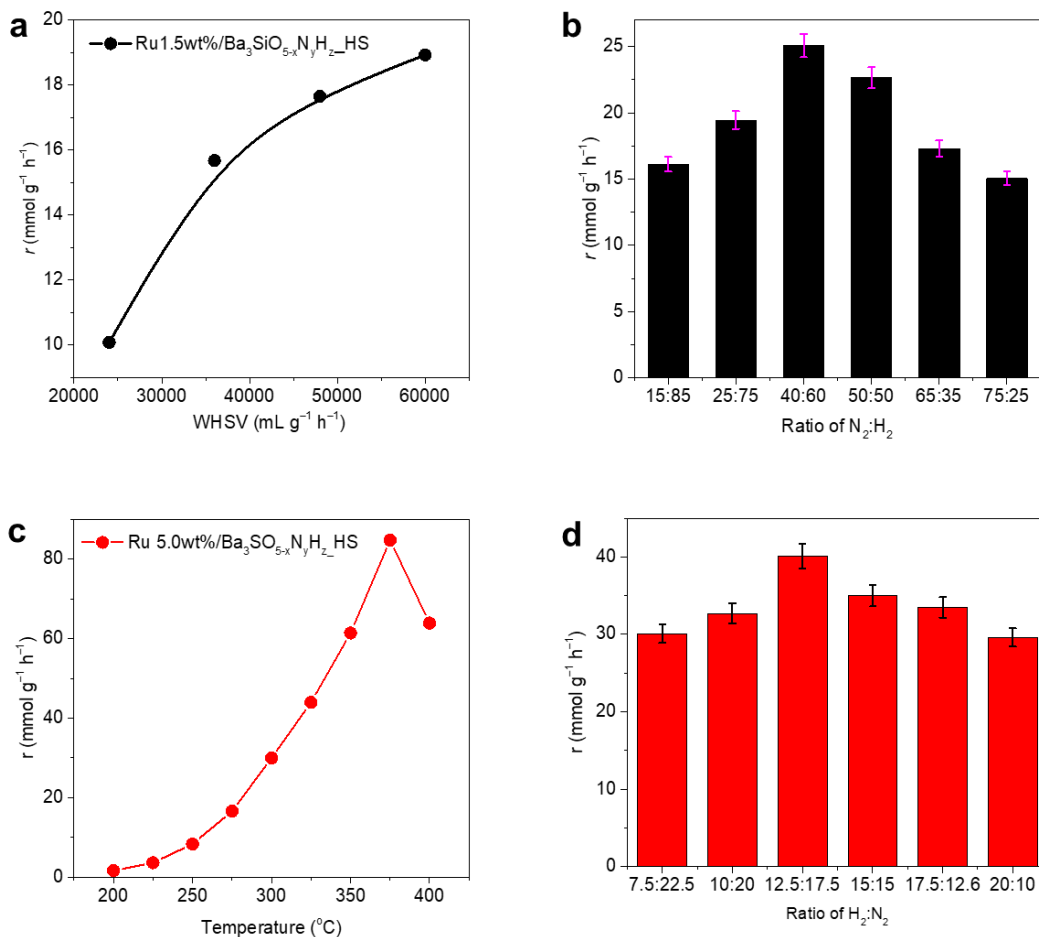 a
Ru1.5wt%/Ba₃SiO₅₋ₓNᵧH_z_HS
20
18
16
14
12
10
r (mmol g⁻¹ h⁻¹)
20000 30000 40000 50000 60000
WHSV (mL g⁻¹ h⁻¹)
b
25
20
15
10
5
0
r (mmol g⁻¹ h⁻¹)
15:85 25:75 40:60 50:50 65:35 75:25
Ratio of N₂:H₂
c
Ru 5.0wt%/Ba₃SO₅₋ₓNᵧH_z_HS
80
60
40
20
0
r (mmol g⁻¹ h⁻¹)
200 250 300 350 400
Temperature (°C)
d
40
30
20
10
0
r (mmol g⁻¹ h⁻¹)
7.5:22.5 10:20 12.5:17.5 15:15 17.5:12.6 20:10
Ratio of H₂:N₂